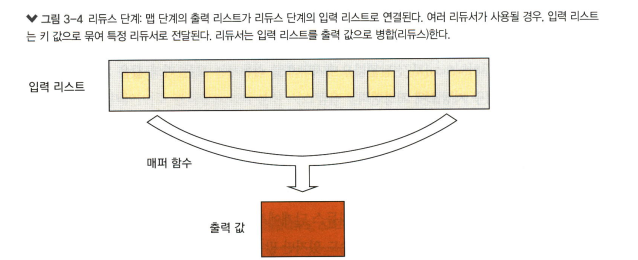 ❤ 그림 3-4 리듀스 단계: 맵 단계의 출력 리스트가 리듀스 단계의 입력 리스트로 연결된다. 여러 리듀서가 사용될 경우, 입력 리스트
는 키 값으로 묶여 특정 리듀서로 전달된다. 리듀서는 입력 리스트를 출력 값으로 병합(리듀스)한다.
입력 리스트
매퍼 함수
출력 값